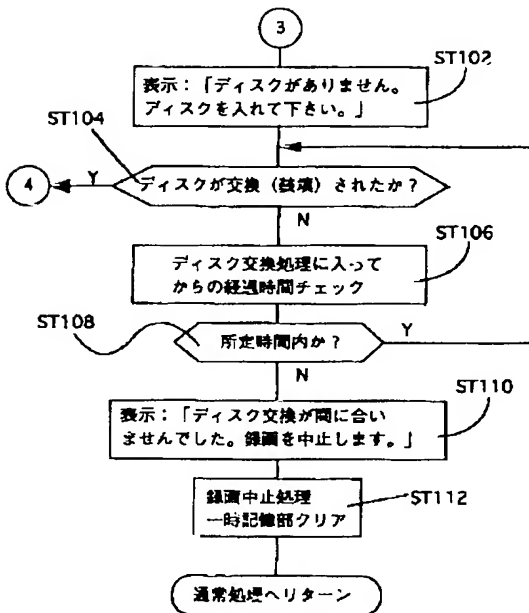 3
ST102
表示:「ディスクがありません。
ディスクを入れて下さい。」
ST104
4
Y
ディスクが交換(装填)されたか?
N
ST106
ディスク交換処理に入って
からの経過時間チェック
ST108
所定時間内か?
Y
N
ST110
表示:「ディスク交換が間に合い
ませんでした。録画を中止します。」
録画中止処理
一時記憶部クリア
ST112
通常処理へリターン